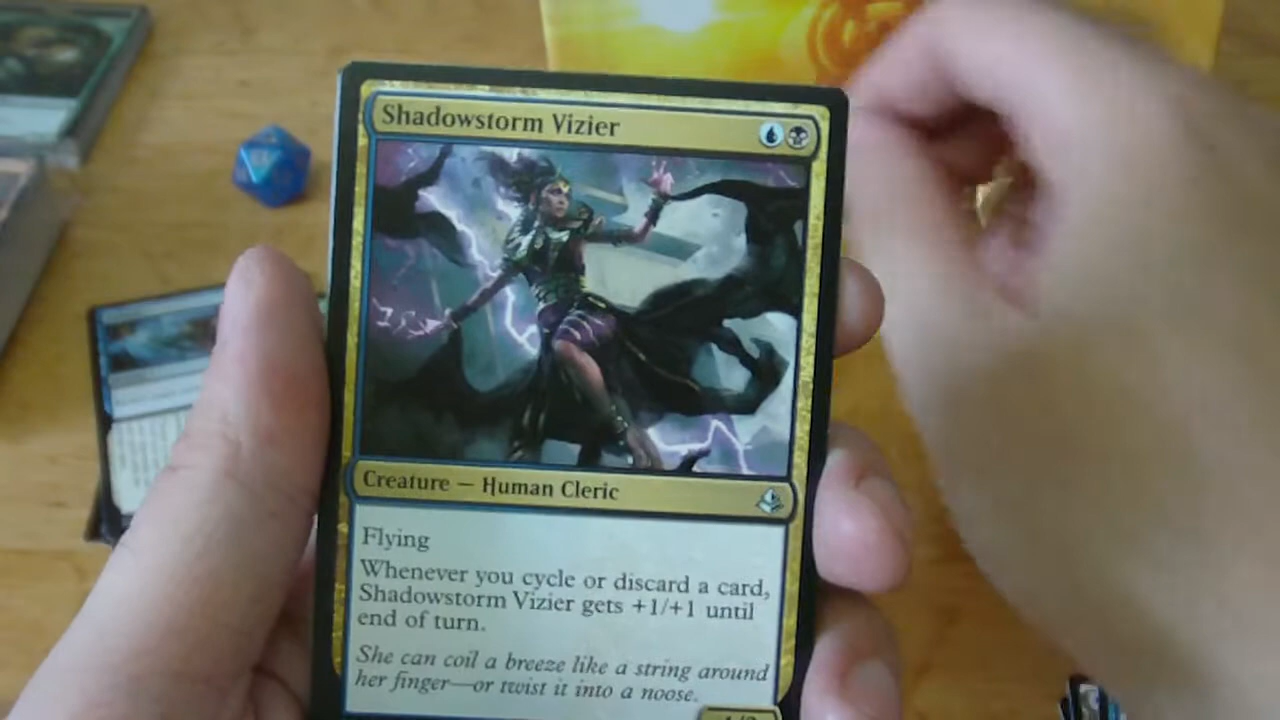 Shadowstorm Vizier
Creature — Human Cleric
Flying
Whenever you cycle or discard a card,
Shadowstorm Vizier gets +1/+1 until
end of turn.
She can coil a breeze like a string around
her finger—or twist it into a noose.